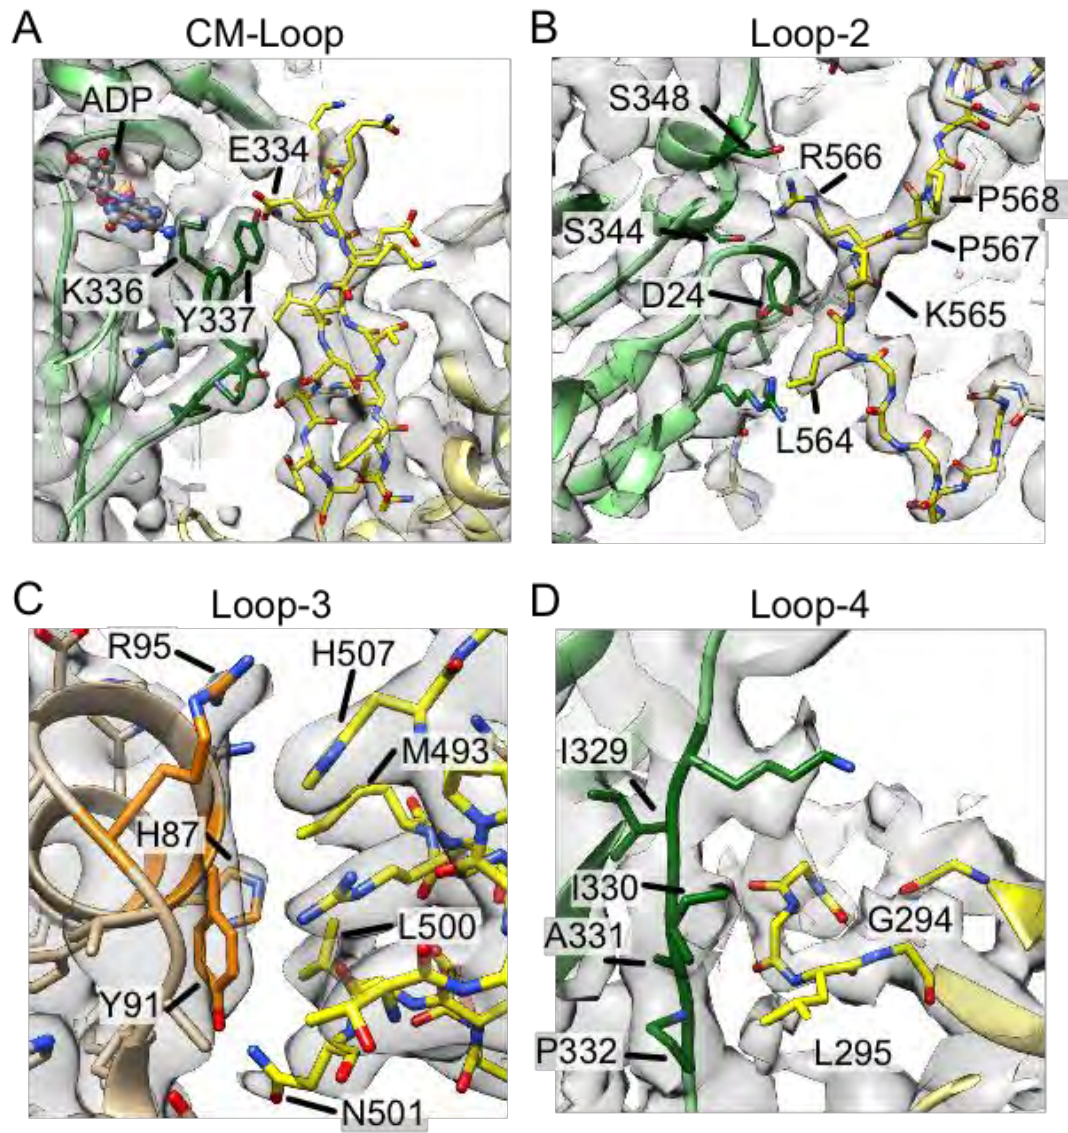 A
CM-Loop
ADP
E334
K336
Y337
B
Loop-2
S348
R566
P568
S344
P567
D24
K565
L564
C
Loop-3
R95
H507
M493
H87
L500
Y91
N501
D
Loop-4
I329
I330
G294
A331
P332
L295